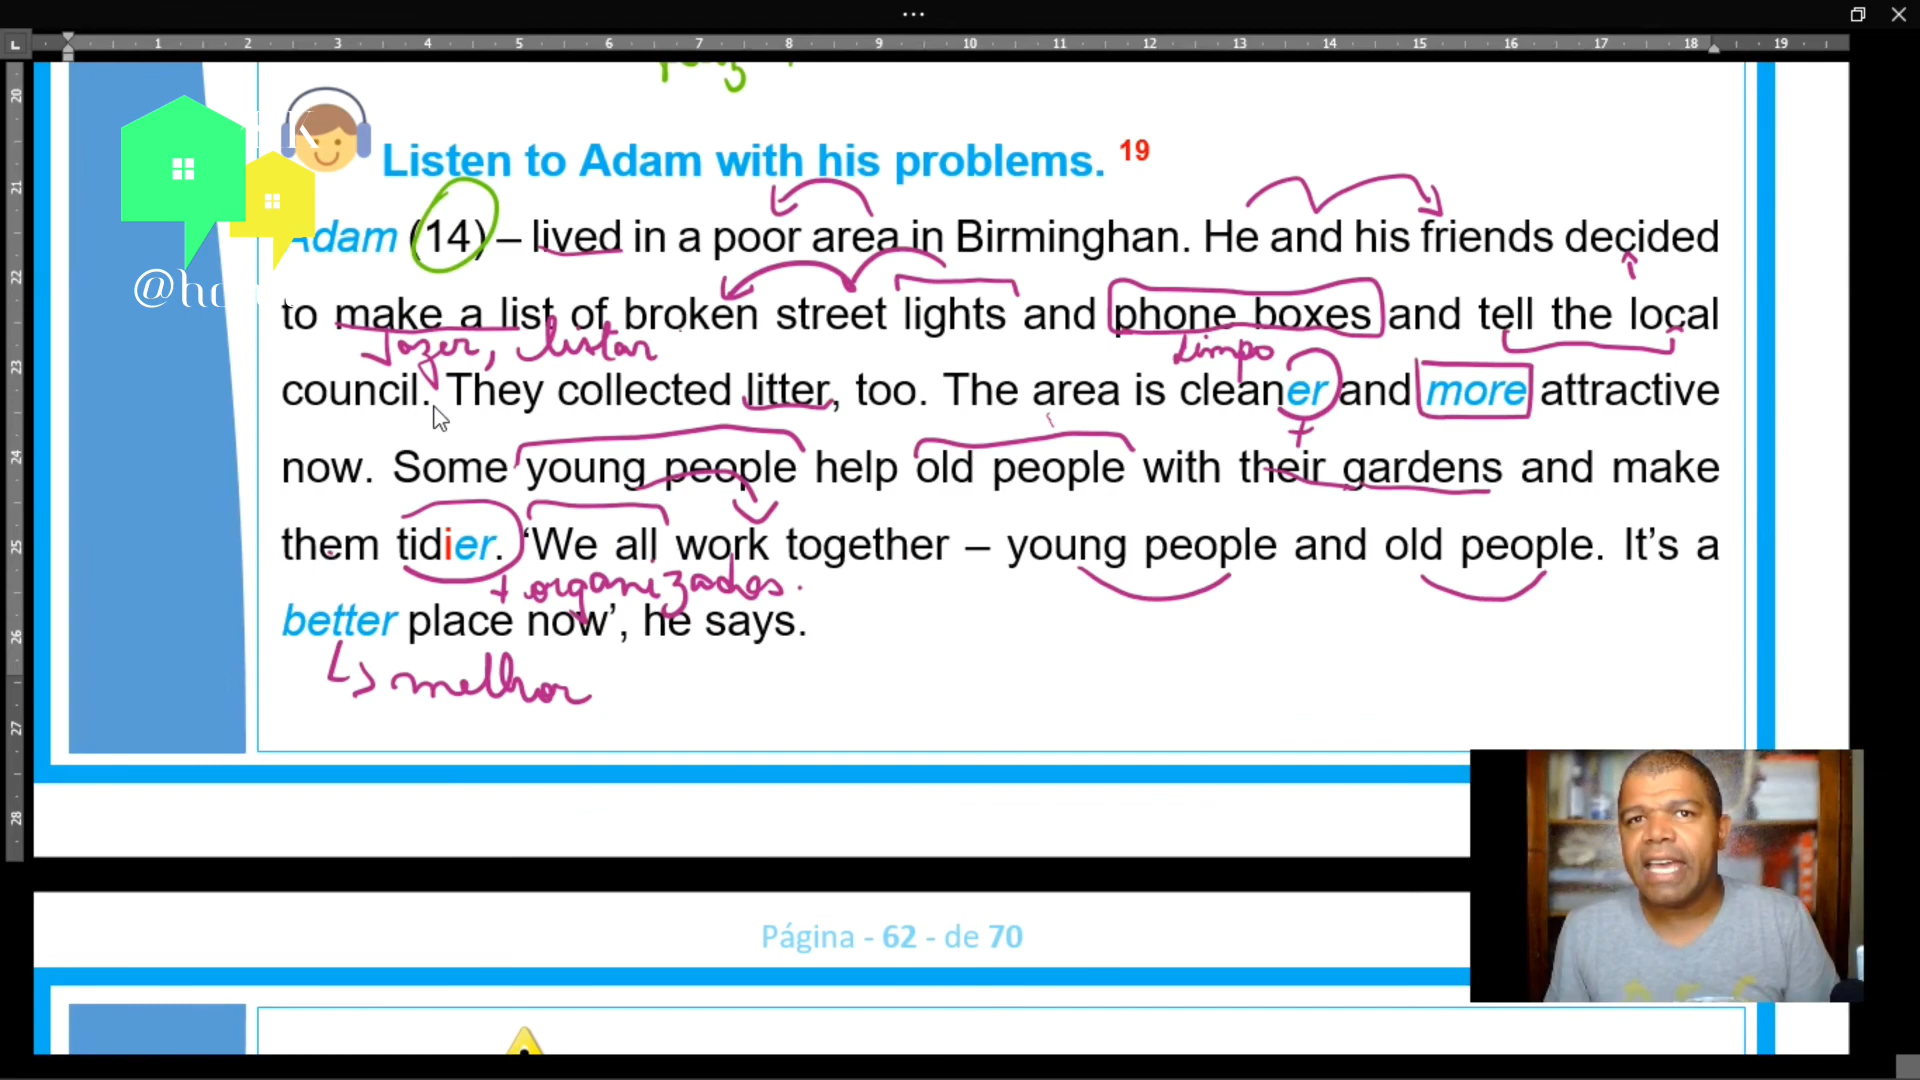 Listen to Adam with his problems. 19
Adam (14) – lived in a poor area in Birminghan. He and his friends decided
@ho
to make a list of broken street lights and phone boxes and tell the local
fazer, listar
limpo
council. They collected litter, too. The area is cleaner and more attractive
+
now. Some young people help old people with their gardens and make
them tidier. ‘We all work together – young people and old people. It’s a
+ organizados.
better place now’, he says.
↳ melhor
Página - 62 - de 70